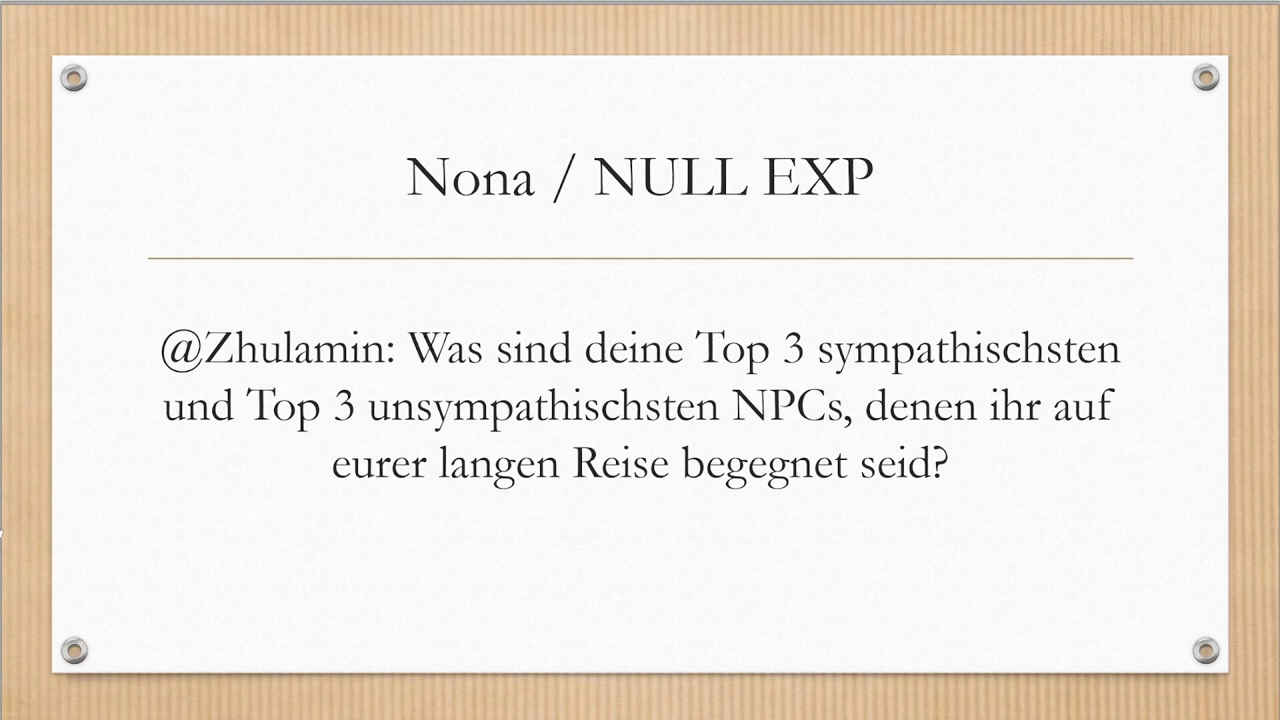 Nona / NULL EXP
@Zhulamin: Was sind deine Top 3 sympathischsten
und Top 3 unsympathischsten NPCs, denen ihr auf
eurer langen Reise begegnet seid?